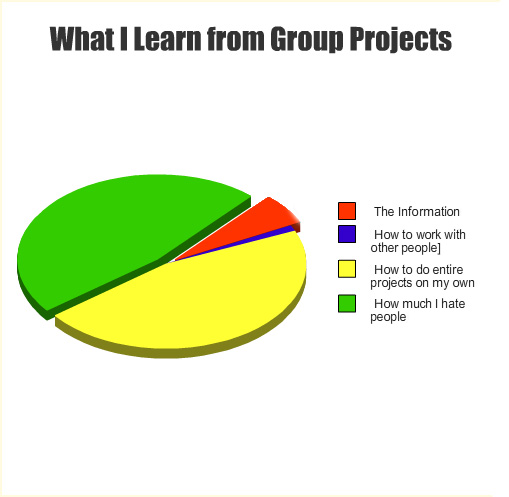 What I Learn from Group Projects
The Information
How to work with
other people]
How to do entire
projects on my own
How much I hate
people